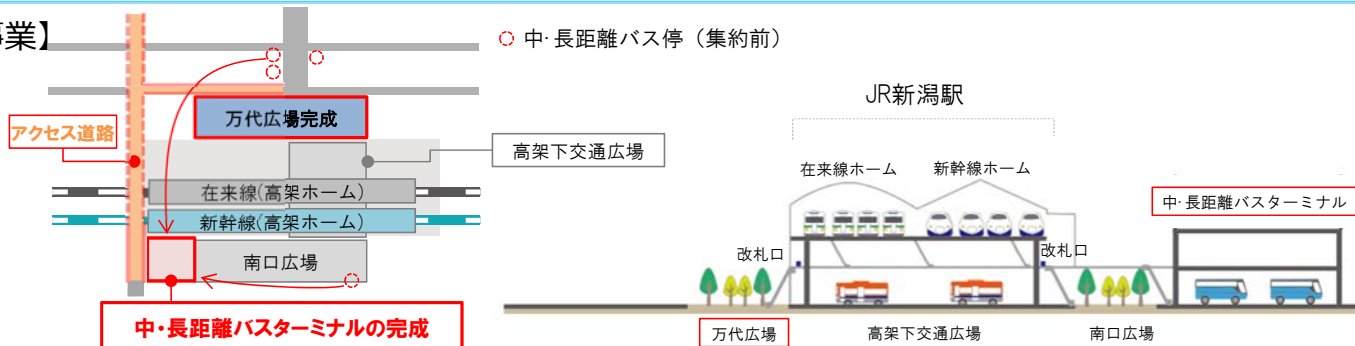 事業】
中・長距離バス停（集約前）
万代広場完成
アクセス道路
高架下交通広場
在来線(高架ホーム)
新幹線(高架ホーム)
南口広場
中・長距離バスターミナルの完成
JR新潟駅
在来線ホーム
新幹線ホーム
中・長距離バスターミナル
改札口
改札口
万代広場
高架下交通広場
南口広場